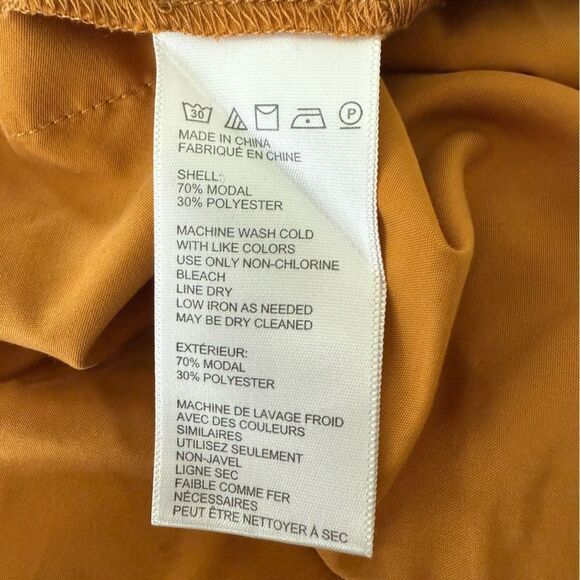 30 P
MADE IN CHINA
FABRIQUÉ EN CHINE
SHELL:
70% MODAL
30% POLYESTER
MACHINE WASH COLD
WITH LIKE COLORS
USE ONLY NON-CHLORINE
BLEACH
LINE DRY
LOW IRON AS NEEDED
MAY BE DRY CLEANED
EXTÉRIEUR:
70% MODAL
30% POLYESTER
MACHINE DE LAVAGE FROID
AVEC DES COULEURS
SIMILAIRES
UTILISEZ SEULEMENT
NON-JAVEL
LIGNE SEC
FAIBLE COMME FER
NÉCESSAIRES
PEUT ÊTRE NETTOYER À SEC